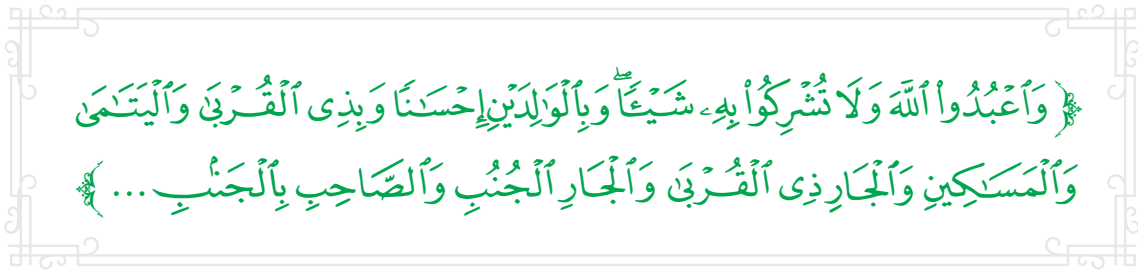 ﴿ وَٱعۡبُدُواْ ٱللَّهَ وَلَا تُشۡرِكُواْ بِهِۦ شَيۡـٔٗاۖ وَبِٱلۡوَٰلِدَيۡنِ إِحۡسَٰنٗا وَبِذِي ٱلۡقُرۡبَىٰ وَٱلۡيَتَٰمَىٰ
وَٱلۡمَسَٰكِينِ وَٱلۡجَارِ ذِي ٱلۡقُرۡبَىٰ وَٱلۡجَارِ ٱلۡجُنُبِ وَٱلصَّاحِبِ بِٱلۡجَنۢبِ ... ﴾